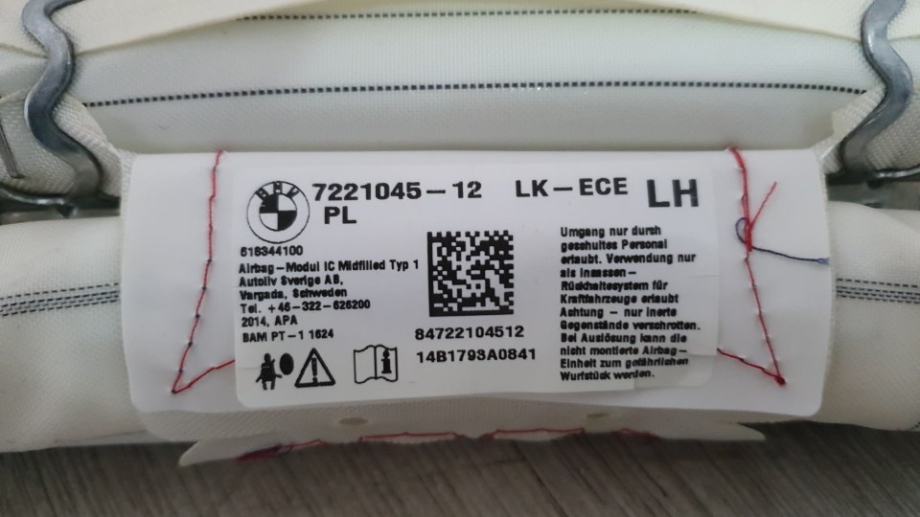 BMW
7221045-12 LK-ECE LH
PL
618344100
Airbag-Modul IC Midfilled Typ 1
Autoliv Sverige AB,
Vargada, Schweden
Tel. +46-322-626200
2014, APA
BAM PT-1 1624
84722104512
14B1793A0841
Umgang nur durch
geschultes Personal
erlaubt. Verwendung nur
als Insassen-
Rückhaltesystem für
Kraftfahrzeuge erlaubt
Achtung - nur inerte
Gegenstände verschrotten.
Bei Auslösung kann die
nicht montierte Airbag-
Einheit zum gefährlichen
Wurfstück werden.